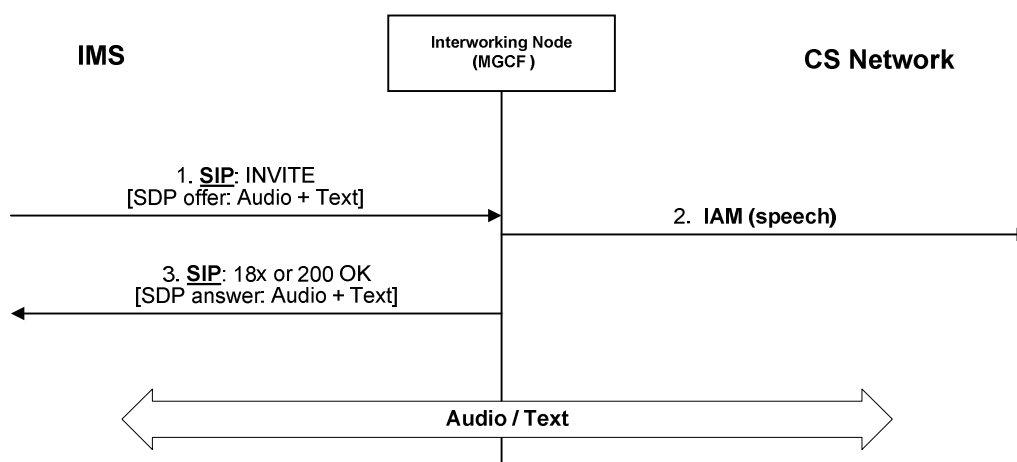 IMS
Interworking Node
(MGCF )
CS Network
1. SIP: INVITE
[SDP offer: Audio + Text]
2. IAM (speech)
3. SIP: 18x or 200 OK
[SDP answer: Audio + Text]
Audio / Text